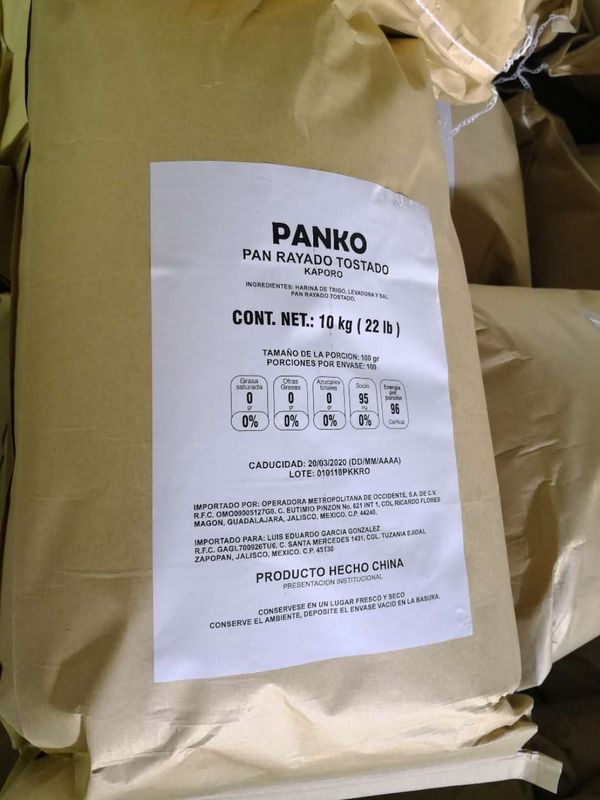 PANKO
PAN RAYADO TOSTADO
KAPORO
INGREDIENTES: HARINA DE TRIGO, LEVADURA Y SAL
PAN RAYADO TOSTADO.
CONT. NET.: 10 kg ( 22 lb )
TAMAÑO DE LA PORCION: 100 gr
PORCIONES POR ENVASE: 100
Grasa saturada 0 gr 0%
Otras Grasas 0 gr 0%
Azucares totales 0 gr 0%
Sodio 95 0%
Energia por porción 96
CADUCIDAD: 20/03/2020 (DD/MM/AAAA)
LOTE: 010118PKKRO
IMPORTADO POR: OPERADORA METROPOLITANA DE OCCIDENTE, S.A. DE C.V.
R.F.C. OMO09005127G0. C. EUTIMIO PINZON No. 621 INT 1, COL RICARDO FLORES
MAGON, GUADALAJARA, JALISCO, MEXICO. C.P. 44240.
IMPORTADO PARA: LUIS EDUARDO GARCIA GONZALEZ
R.F.C. GAGL700926TU6, C. SANTA MERCEDES 1431, COL. TUZANIA EJIDAL
ZAPOPAN, JALISCO, MEXICO. C.P. 45130
PRODUCTO HECHO CHINA
PRESENTACION INSTITUCIONAL
CONSERVESE EN UN LUGAR FRESCO Y SECO
CONSERVE EL AMBIENTE, DEPOSITE EL ENVASE VACIO EN LA BASURA.